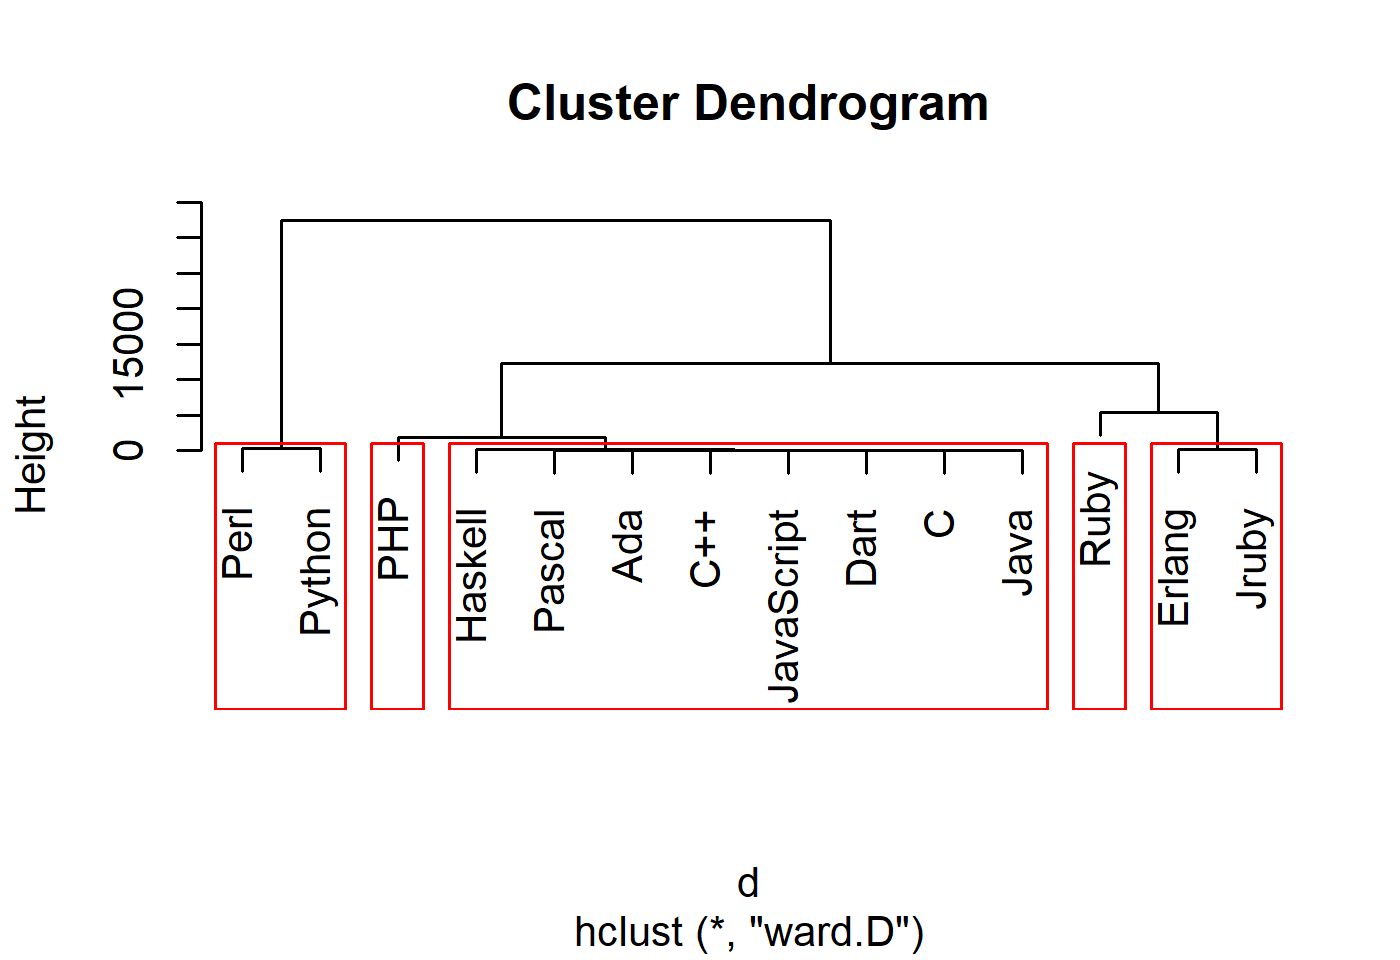 Cluster Dendrogram
Height
0
15000
Perl
Python
PHP
Haskell
Pascal
Ada
C++
JavaScript
Dart
C
Java
Ruby
Erlang
Jruby
d
hclust (*, "ward.D")